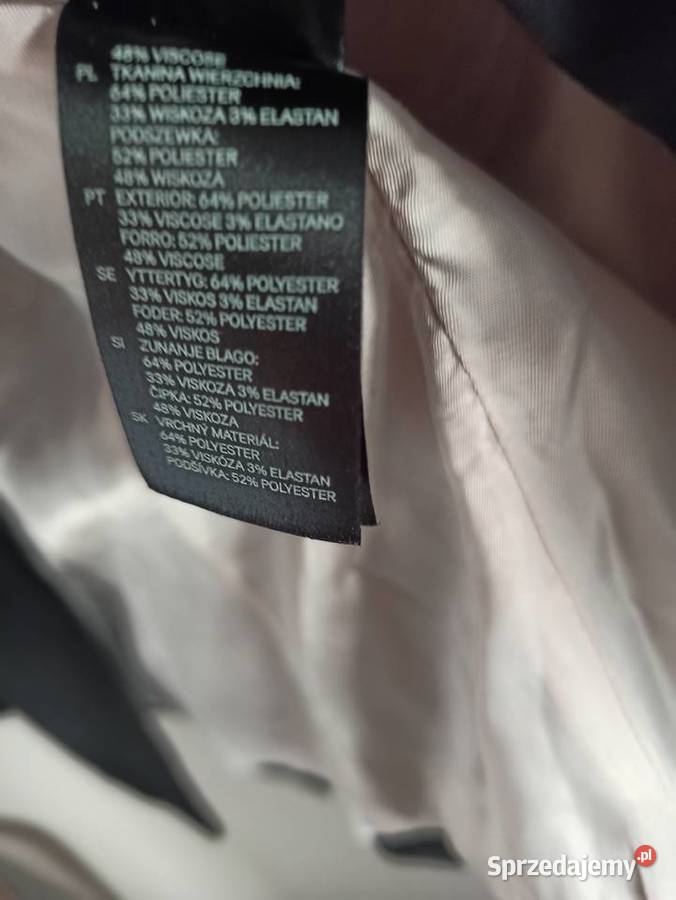 48% VISCOSE
PL TKANINA WIERZCHNIA:
64% POLIESTER
33% WISKOZA 3% ELASTAN
PODSZEWKA:
52% POLIESTER
48% WISKOZA
PT EXTERIOR: 64% POLIESTER
33% VISCOSE 3% ELASTANO
FORRO: 52% POLIESTER
48% VISCOSE
SE YTTERTYG: 64% POLYESTER
33% VISKOS 3% ELASTAN
FODER: 52% POLYESTER
48% VISKOS
SI ZUNANJE BLAGO:
64% POLYESTER
33% VISKOZA 3% ELASTAN
ČIPKA: 52% POLYESTER
48% VISKOZA
SK VRCHNÝ MATERIÁL:
64% POLYESTER
33% VISKÓZA 3% ELASTAN
PODŠÍVKA: 52% POLYESTER
Sprzedajemy.pl